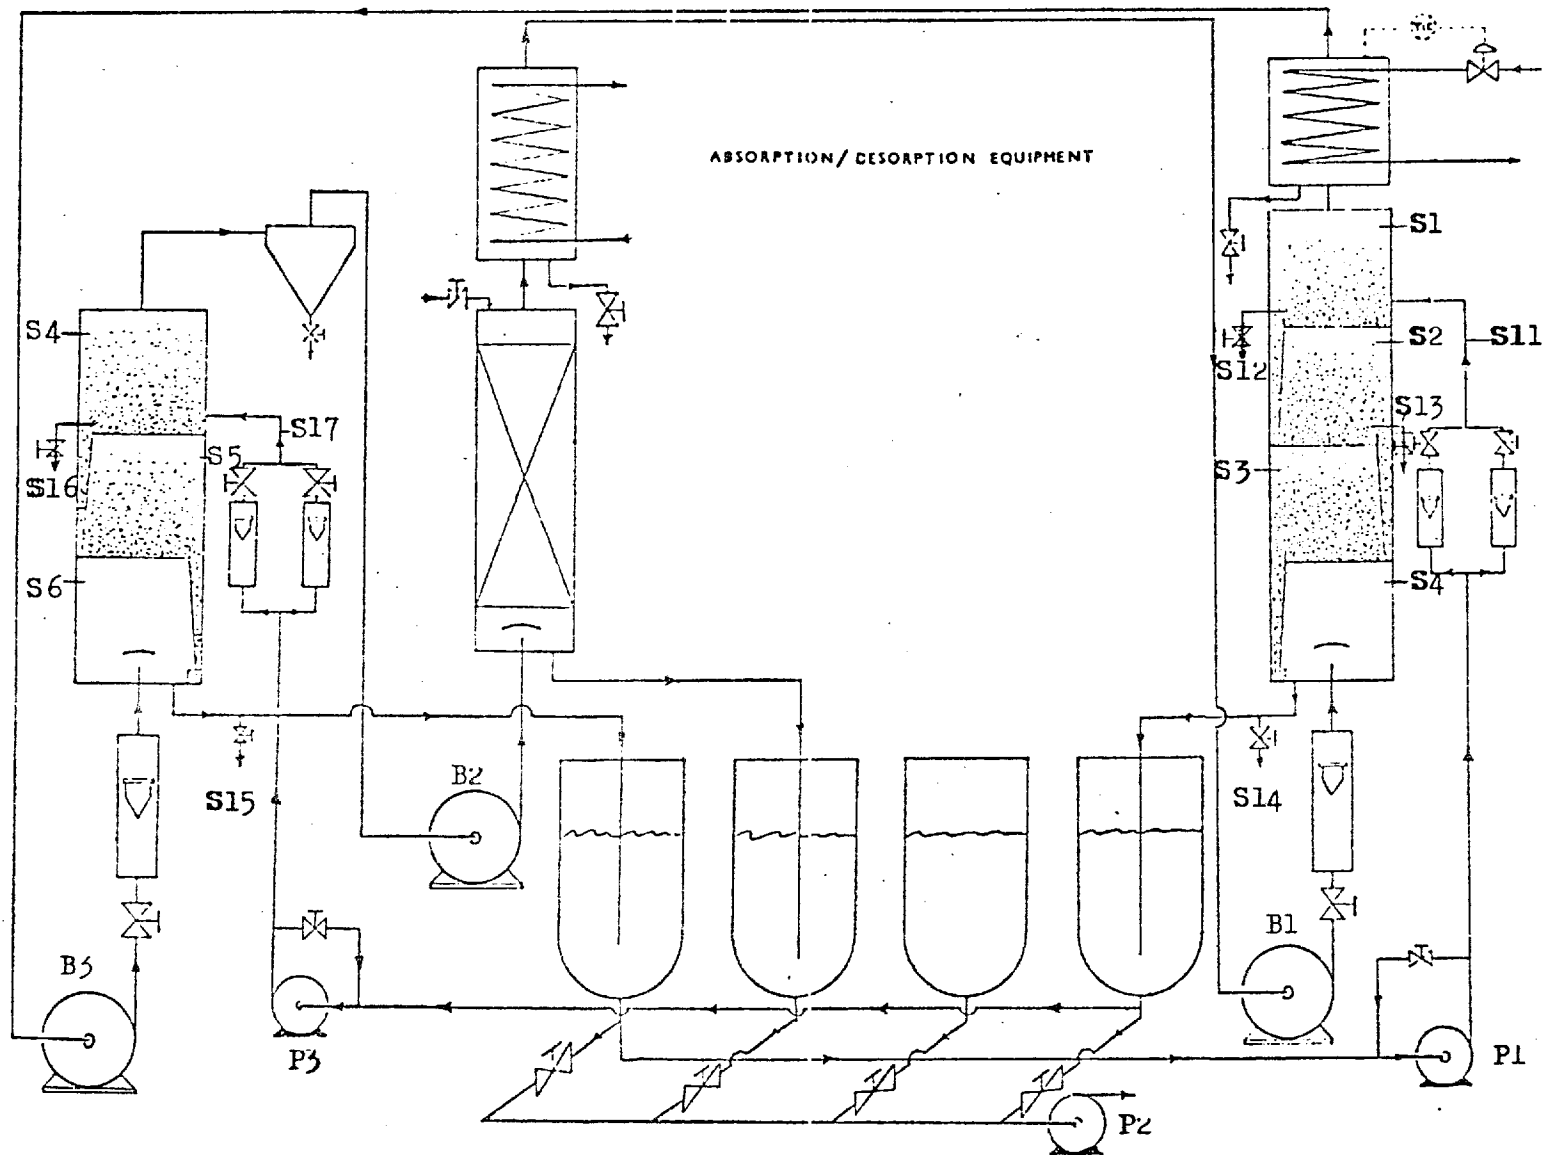 TIC
ABSORPTION/DESORPTION EQUIPMENT
S1
S4
S2
S11
S12
S13
S17
S5
S3
S16
S6
S4
B2
S15
S14
B1
B3
P3
P1
P2